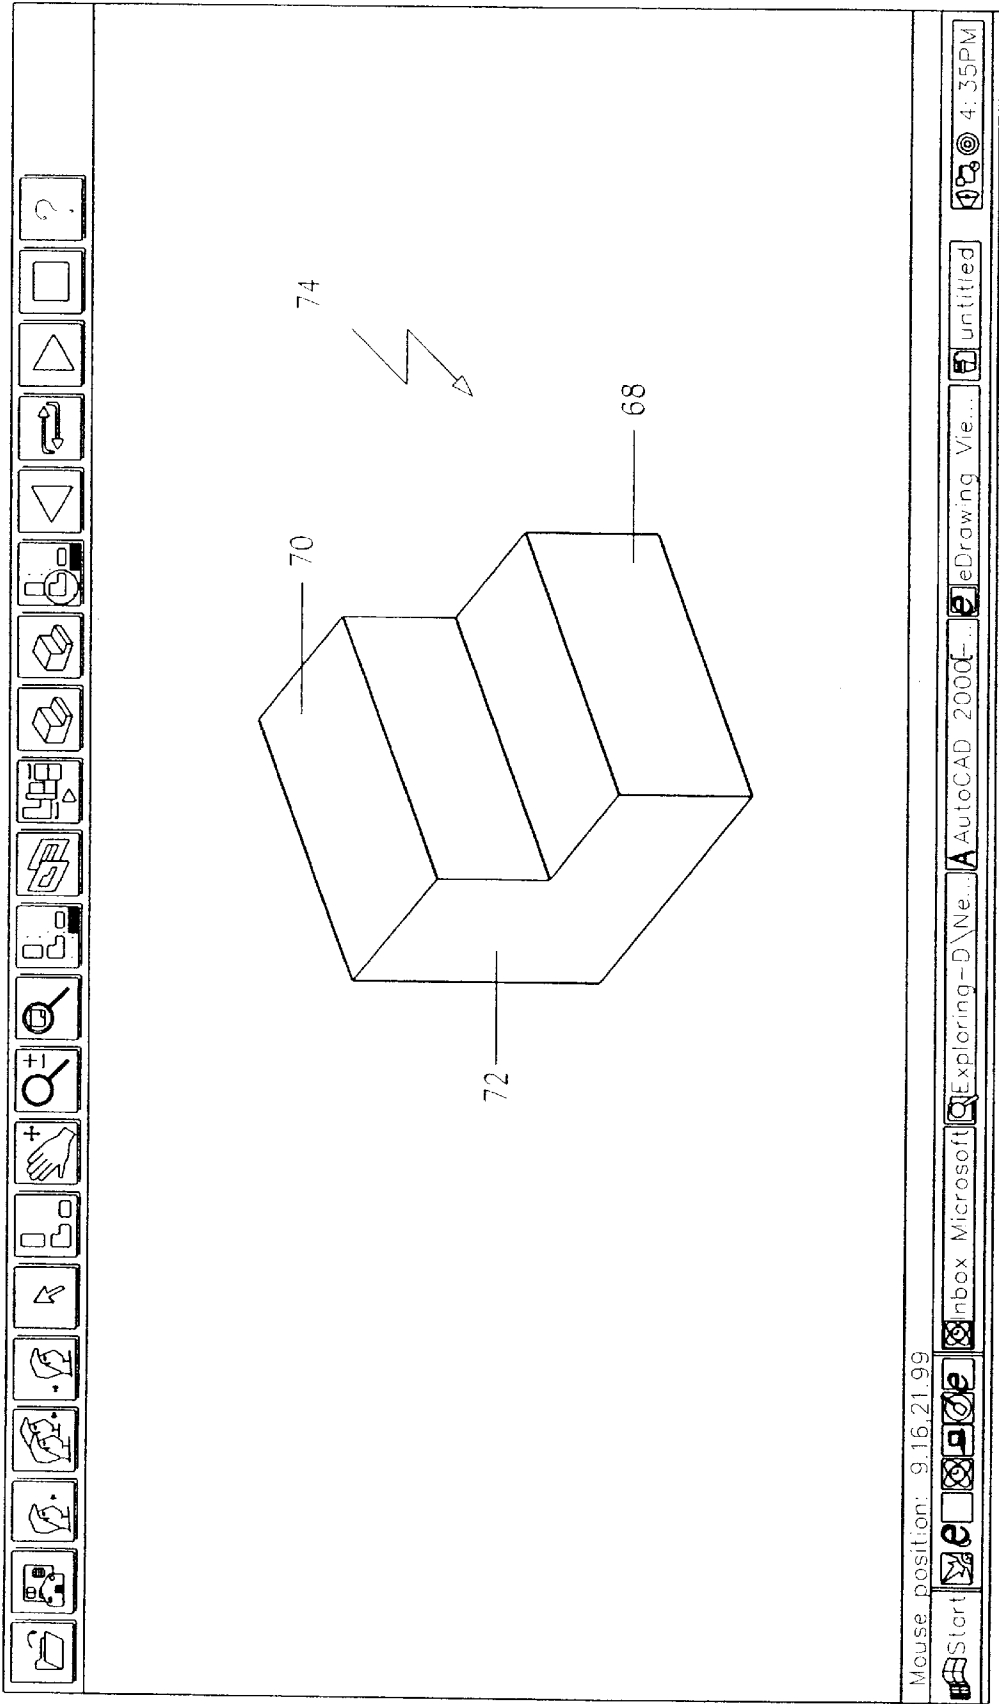 ?
74
70
68
72
Mouse position: 9.16,21.99
Start Inbox Microsoft Exploring-D\Ne... AutoCAD 2000[-... eDrawing Vie... untitled 4:35PM